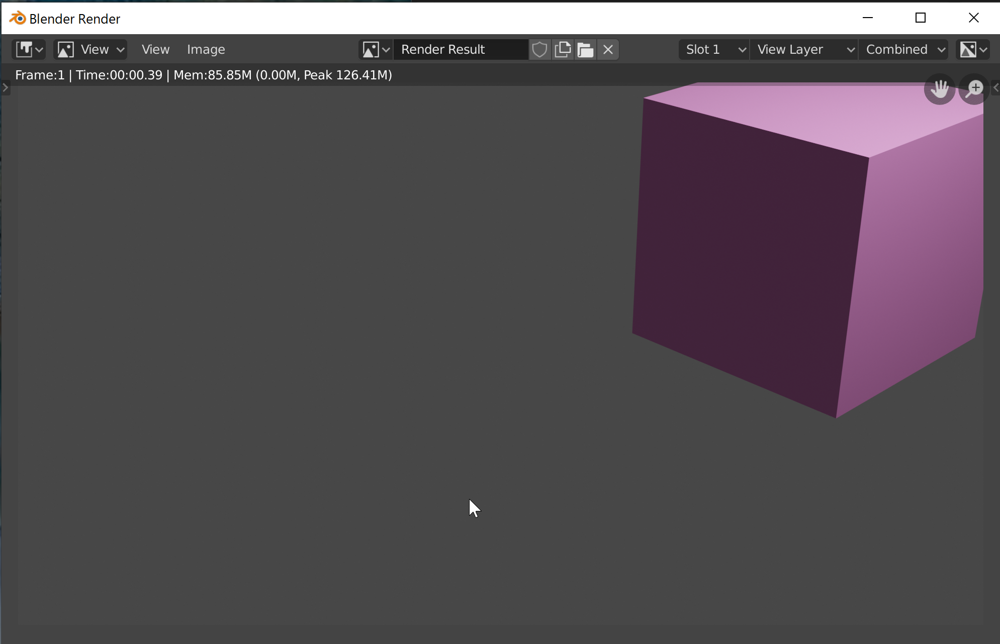 Blender Render
View View Image Render Result Slot 1 View Layer Combined
Frame:1 | Time:00:00.39 | Mem:85.85M (0.00M, Peak 126.41M)